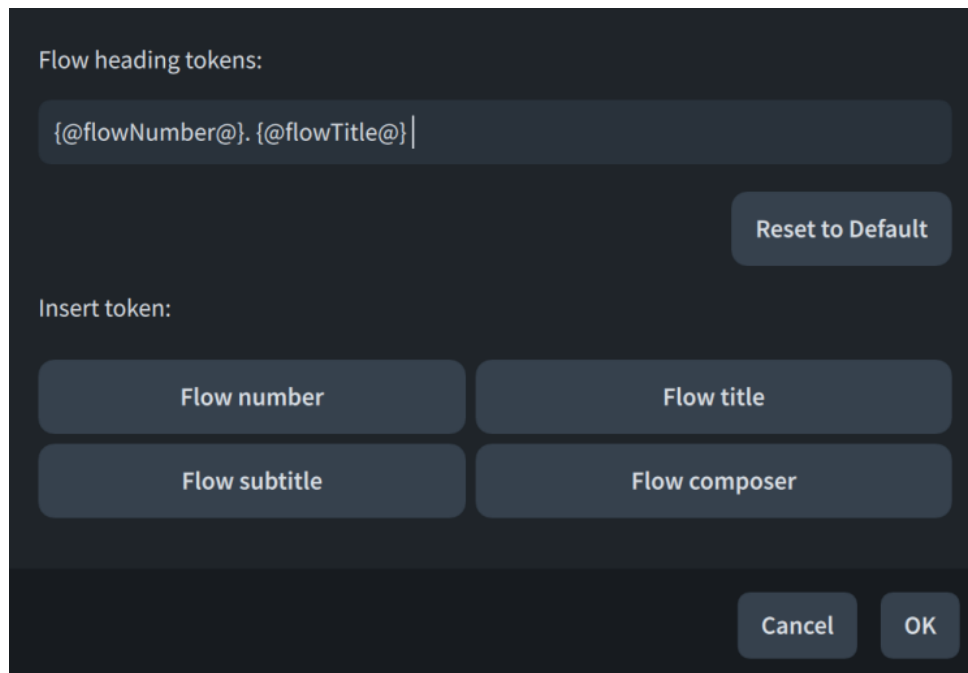 Flow heading tokens:
{@flowNumber@}. {@flowTitle@}
Reset to Default
Insert token:
Flow number
Flow title
Flow subtitle
Flow composer
Cancel
OK